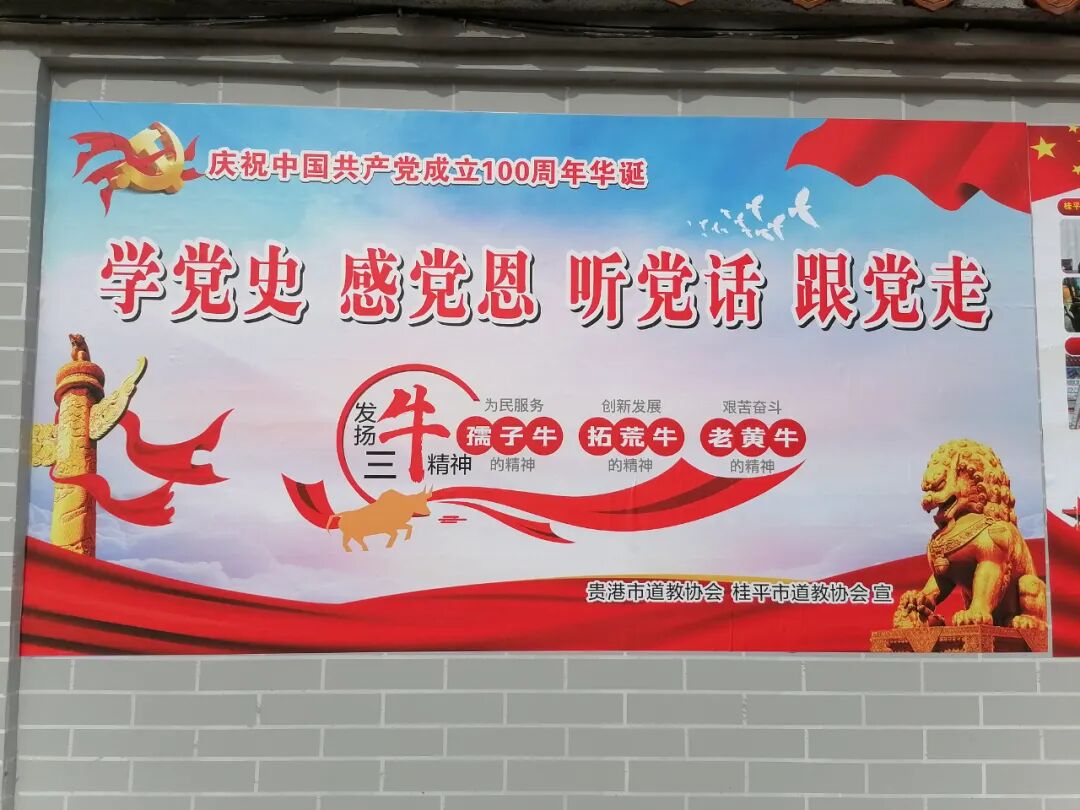 庆祝中国共产党成立100周年华诞
学党史 感党恩 听党话 跟党走
发扬三牛精神
为民服务
孺子牛
的精神
创新发展
拓荒牛
的精神
艰苦奋斗
老黄牛
的精神
贵港市道教协会 桂平市道教协会 宣
桂平